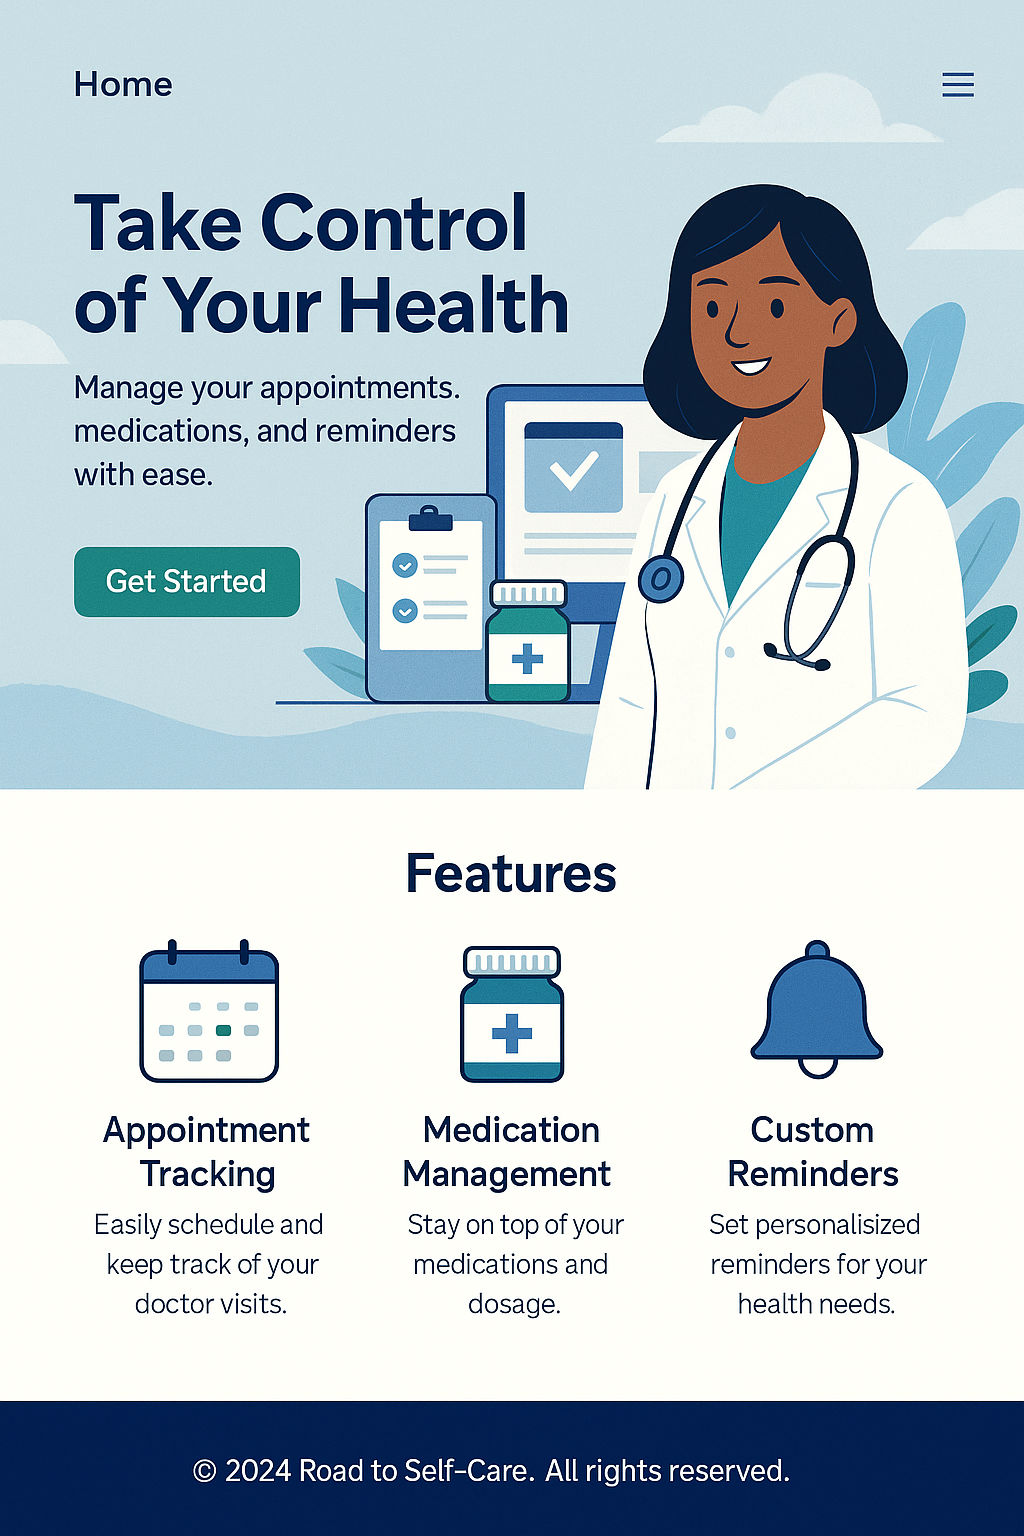 Home
Take Control
of Your Health
Manage your appointments.
medications, and reminders
with ease.
Get Started
Features
Appointment
Tracking
Easily schedule and
keep track of your
doctor visits.
Medication
Management
Stay on top of your
medications and
dosage.
Custom
Reminders
Set personalisized
reminders for your
health needs.
© 2024 Road to Self-Care. All rights reserved.